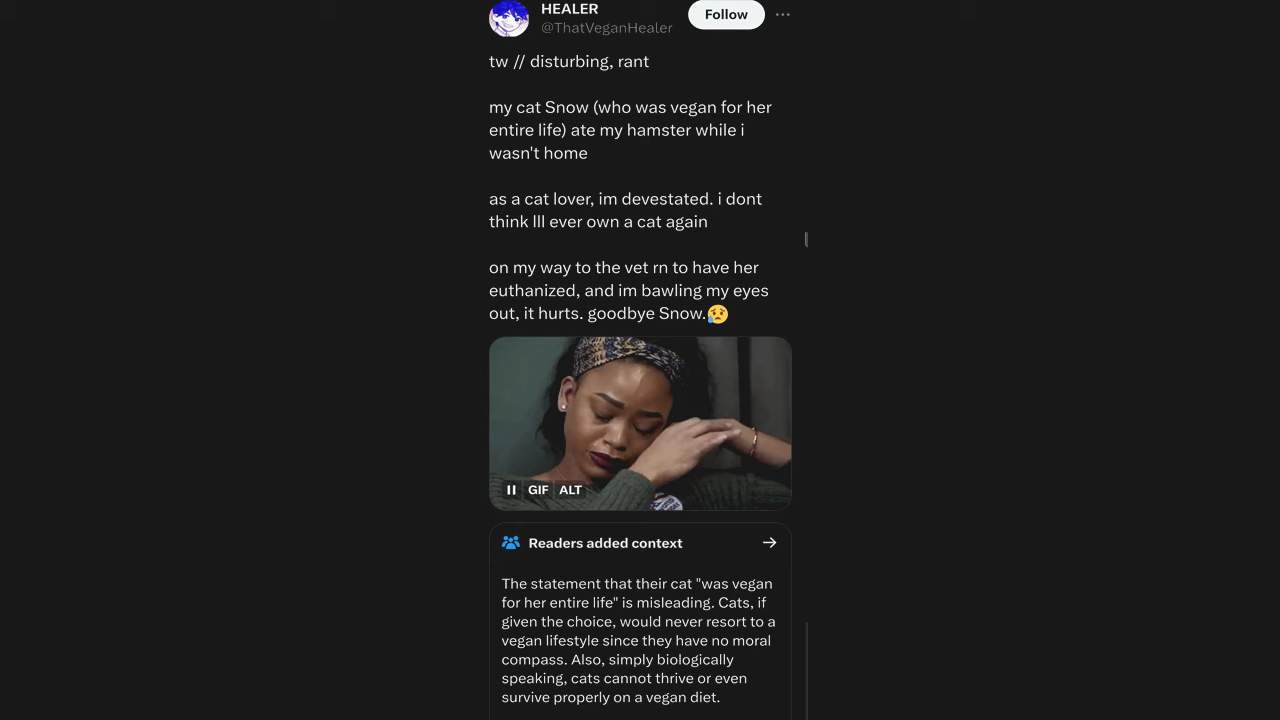 HEALER
@ThatVeganHealer
Follow
tw // disturbing, rant
my cat Snow (who was vegan for her
entire life) ate my hamster while i
wasn't home
as a cat lover, im devestated. i dont
think Ill ever own a cat again
on my way to the vet rn to have her
euthanized, and im bawling my eyes
out, it hurts. goodbye Snow.😥
GIF ALT
Readers added context
The statement that their cat "was vegan
for her entire life" is misleading. Cats, if
given the choice, would never resort to a
vegan lifestyle since they have no moral
compass. Also, simply biologically
speaking, cats cannot thrive or even
survive properly on a vegan diet.